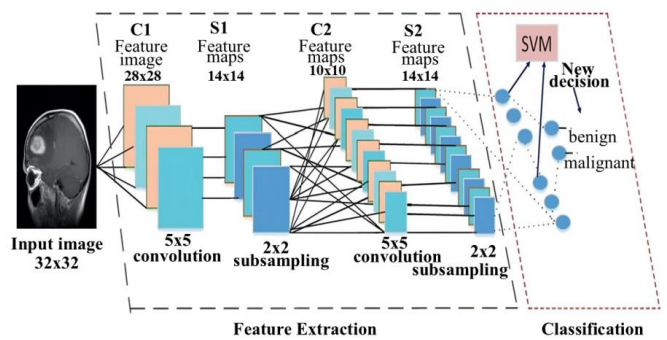 C1
Feature
image
28x28
S1
Feature
maps
14x14
C2
Feature
maps
10x10
S2
Feature
maps
14x14
SVM
New
decision
benign
malignant
Input image
32x32
5x5
convolution
2x2
subsampling
5x5
convolution
2x2
subsampling
Feature Extraction
Classification